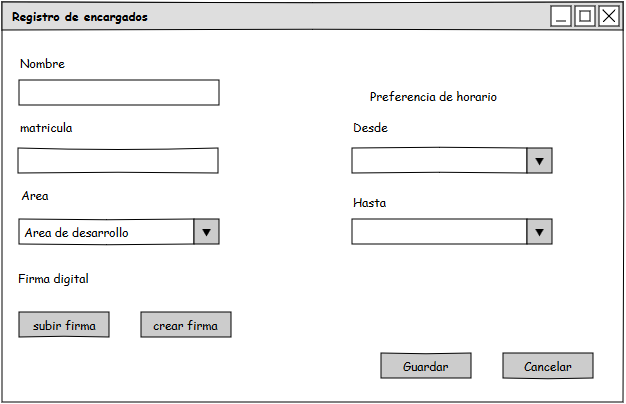 Registro de encargados
Nombre
Preferencia de horario
matricula
Desde
Area
Hasta
Area de desarrollo
Firma digital
subir firma
crear firma
Guardar
Cancelar